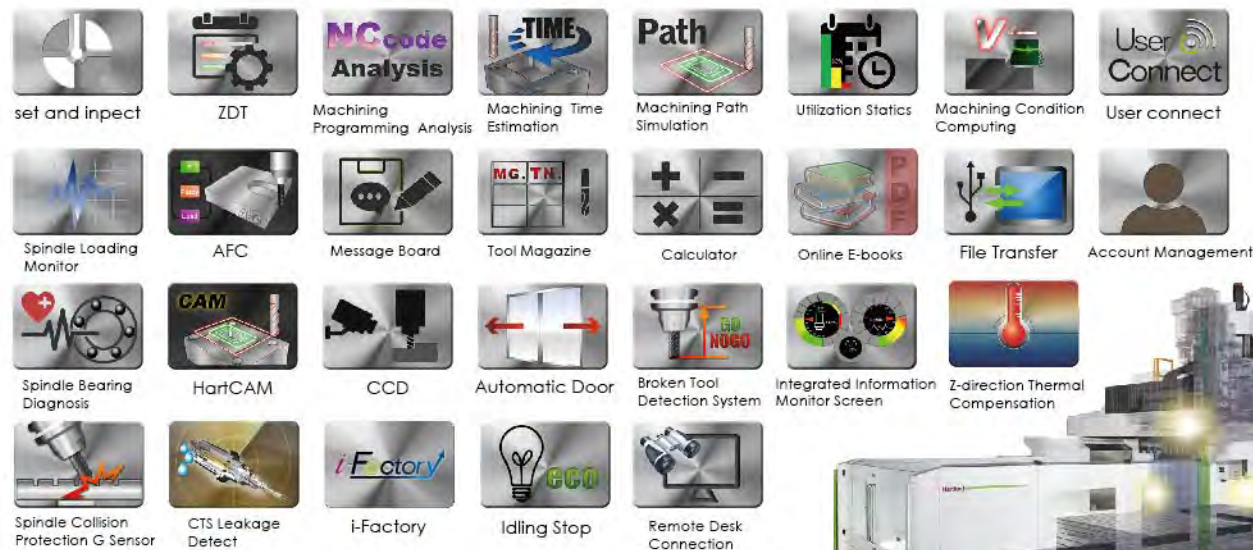 NC code
Analysis
TIME
Path
User
Connect
set and inpect
ZDT
Machining
Programming Analysis
Machining Time
Estimation
Machining Path
Simulation
Utilization Statics
Machining Condition
Computing
User connect
Ready
Load
MG. TN.
PDF
Spindle Loading
Monitor
AFC
Message Board
Tool Magazine
Calculator
Online E-books
File Transfer
Account Management
CAM
GO
NOGO
Spindle Bearing
Diagnosis
HartCAM
CCD
Automatic Door
Broken Tool
Detection System
Integrated Information
Monitor Screen
Z-direction Thermal
Compensation
i-Factory
eco
Spindle Collision
Protection G Sensor
CTS Leakage
Detect
i-Factory
Idling Stop
Remote Desk
Connection